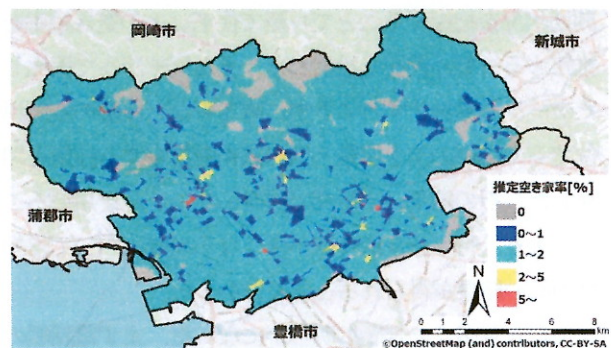 岡崎市
新城市
蒲郡市
豊橋市
推定空き家率[%]
0
0～1
1～2
2～5
5～
N
0 1 2 4 6 8
km
©OpenStreetMap (and) contributors, CC-BY-SA